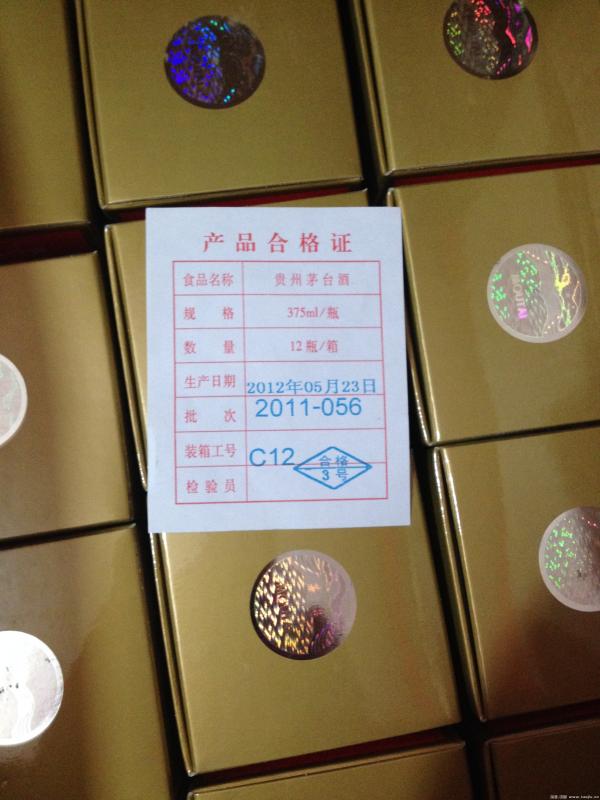 产品合格证
食品名称 贵州茅台酒
规 格 375ml/瓶
数 量 12瓶/箱
生产日期 2012年05月23日
批 次 2011-056
装箱工号 C12
检验员 合格
3号
MOUTAI